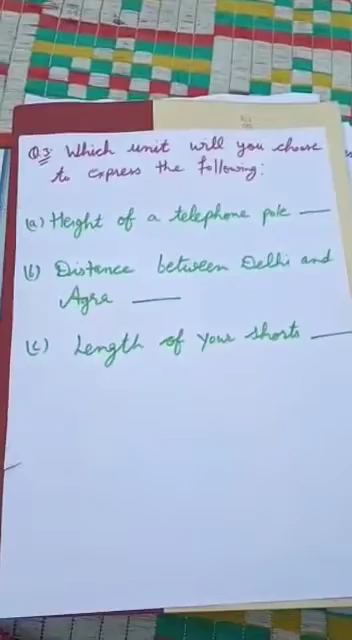 Q3. Which unit will you choose
to express the following:
(a) Height of a telephone pole —
(b) Distance between Delhi and
Agra —
(c) Length of your shorts —